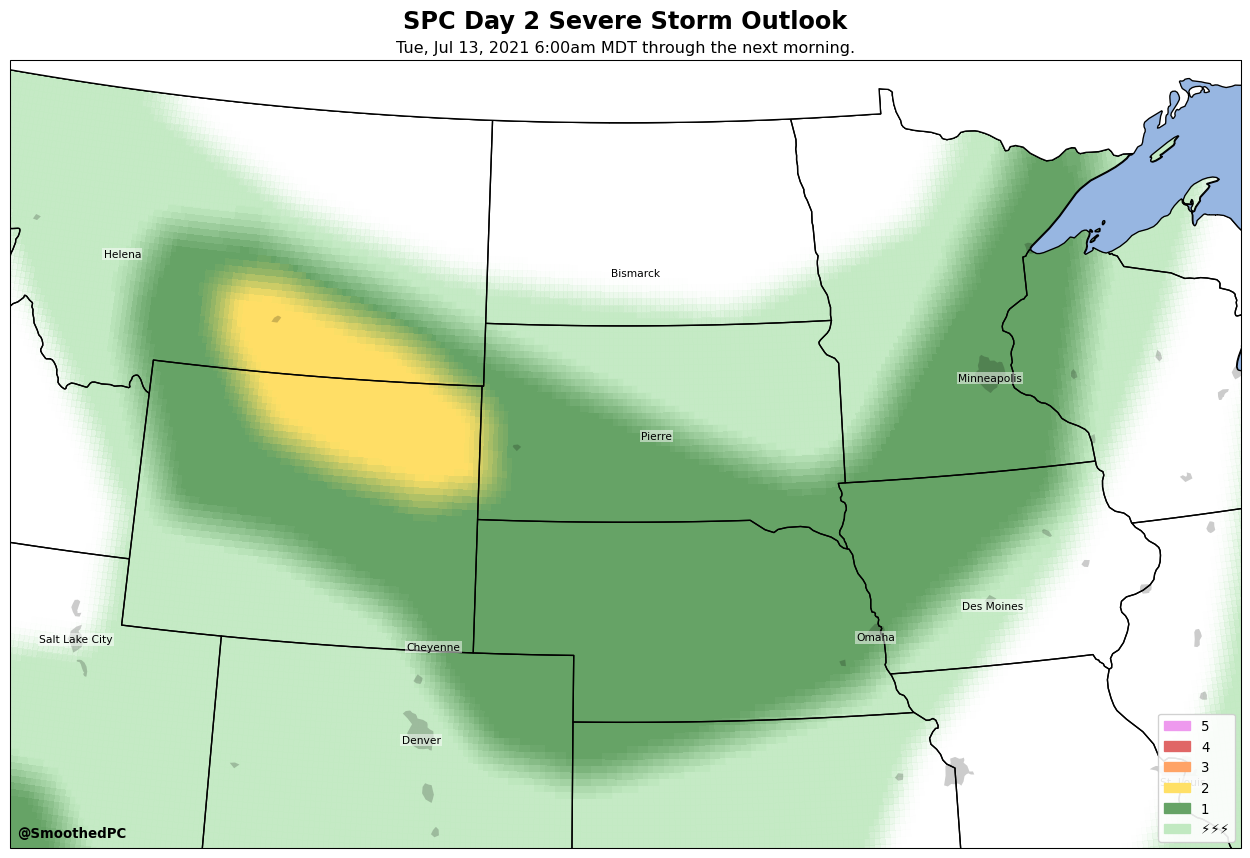 SPC Day 2 Severe Storm Outlook
Tue, Jul 13, 2021 6:00am MDT through the next morning.
Helena
Bismarck
Minneapolis
Pierre
Des Moines
Omaha
Salt Lake City
Cheyenne
Denver
5
4
3
2
1
⚡⚡⚡
@SmoothedPC